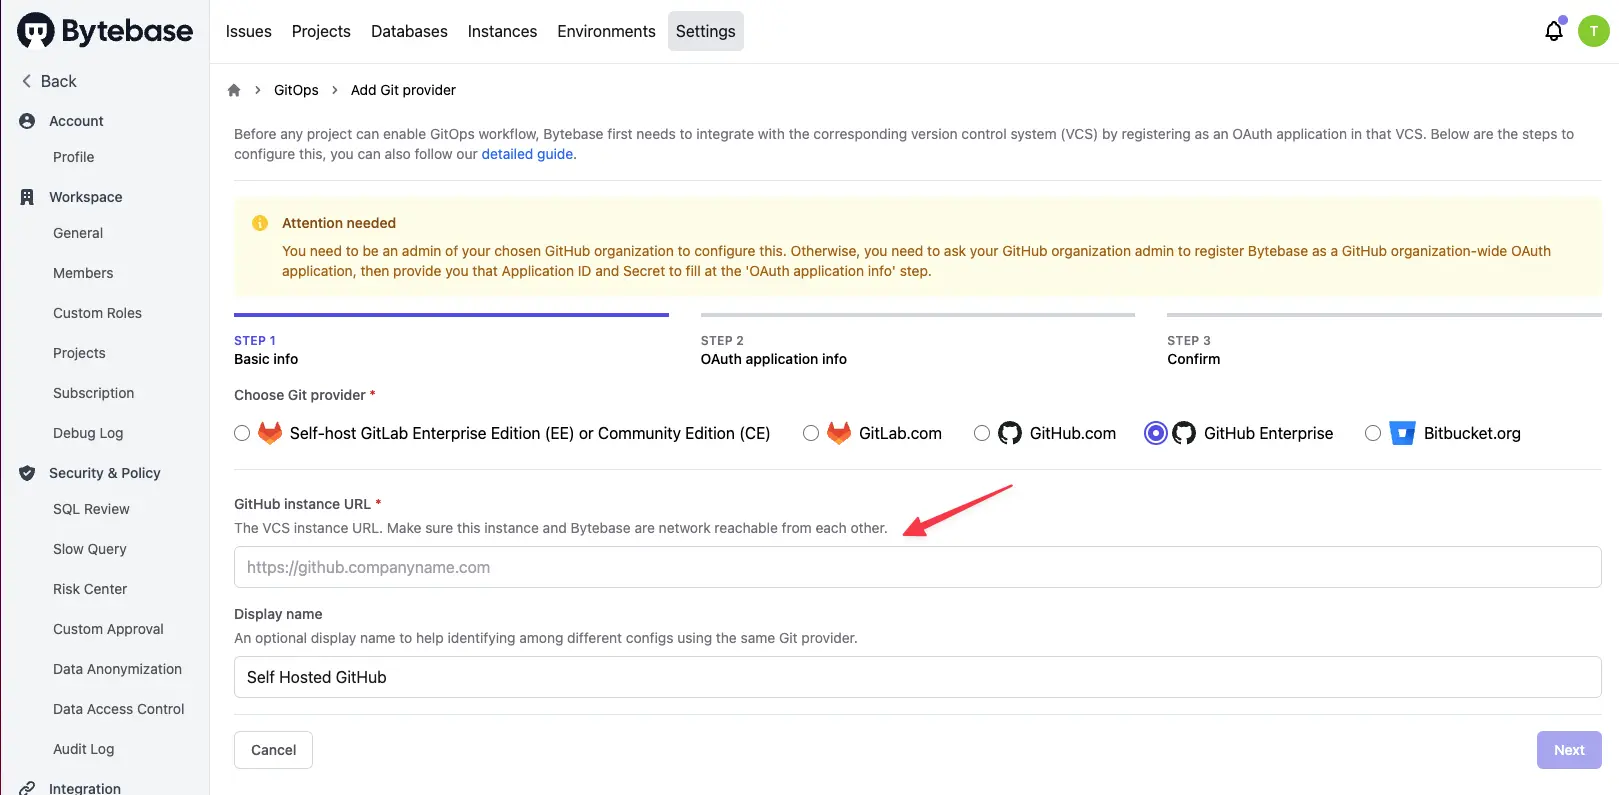 Bytebase
Issues Projects Databases Instances Environments Settings
T
Back
Account
Profile
Workspace
General
Members
Custom Roles
Projects
Subscription
Debug Log
Security & Policy
SQL Review
Slow Query
Risk Center
Custom Approval
Data Anonymization
Data Access Control
Audit Log
Integration
GitOps > Add Git provider
Before any project can enable GitOps workflow, Bytebase first needs to integrate with the corresponding version control system (VCS) by registering as an OAuth application in that VCS. Below are the steps to
configure this, you can also follow our detailed guide.
Attention needed
You need to be an admin of your chosen GitHub organization to configure this. Otherwise, you need to ask your GitHub organization admin to register Bytebase as a GitHub organization-wide OAuth
application, then provide you that Application ID and Secret to fill at the 'OAuth application info' step.
STEP 1
Basic info
STEP 2
OAuth application info
STEP 3
Confirm
Choose Git provider *
Self-host GitLab Enterprise Edition (EE) or Community Edition (CE) GitLab.com GitHub.com GitHub Enterprise Bitbucket.org
GitHub instance URL *
The VCS instance URL. Make sure this instance and Bytebase are network reachable from each other.
https://github.companyname.com
Display name
An optional display name to help identifying among different configs using the same Git provider.
Self Hosted GitHub
Cancel
Next